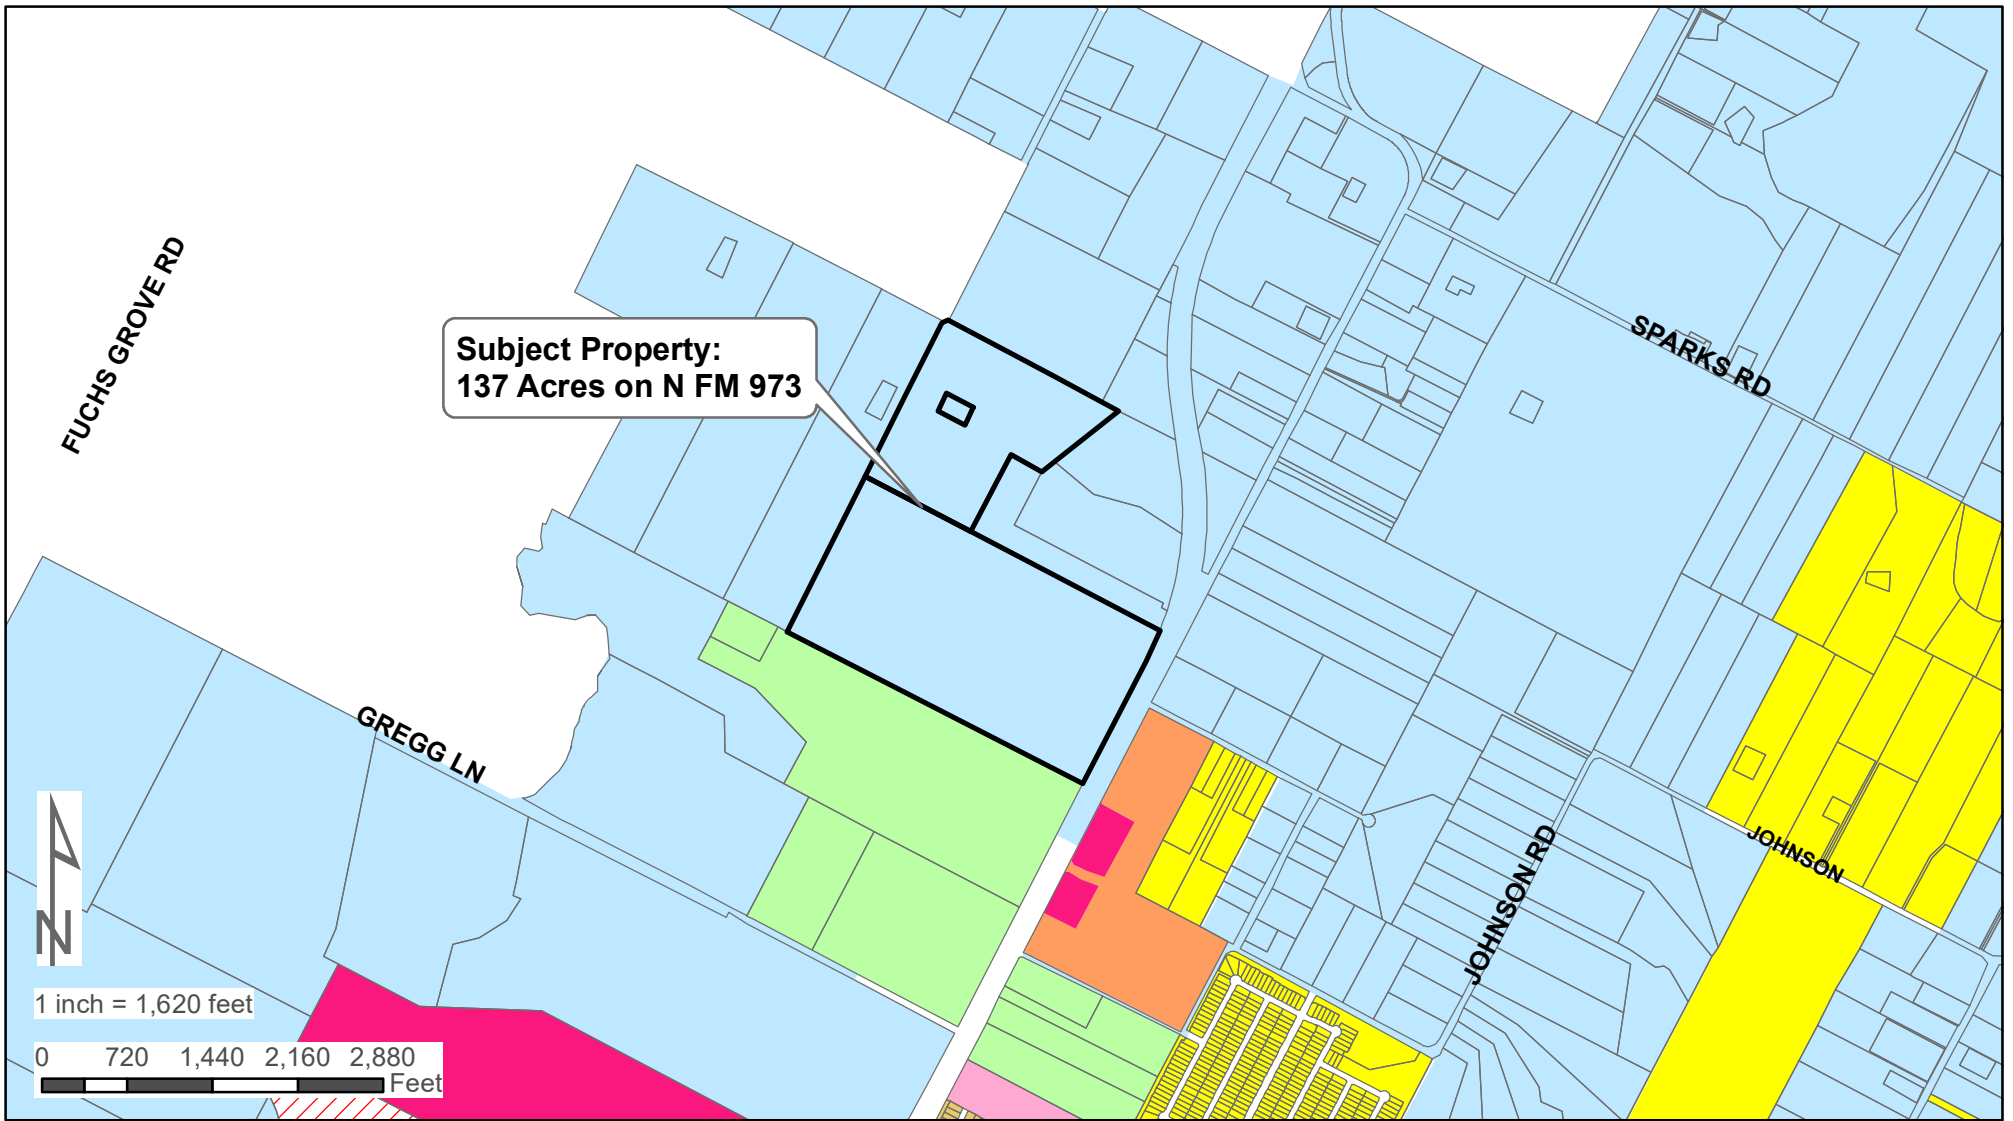 FUCHS GROVE RD
Subject Property:
137 Acres on N FM 973
SPARKS RD
GREGG LN
JOHNSON RD
JOHNSON
N
1 inch = 1,620 feet
0 720 1,440 2,160 2,880
Feet